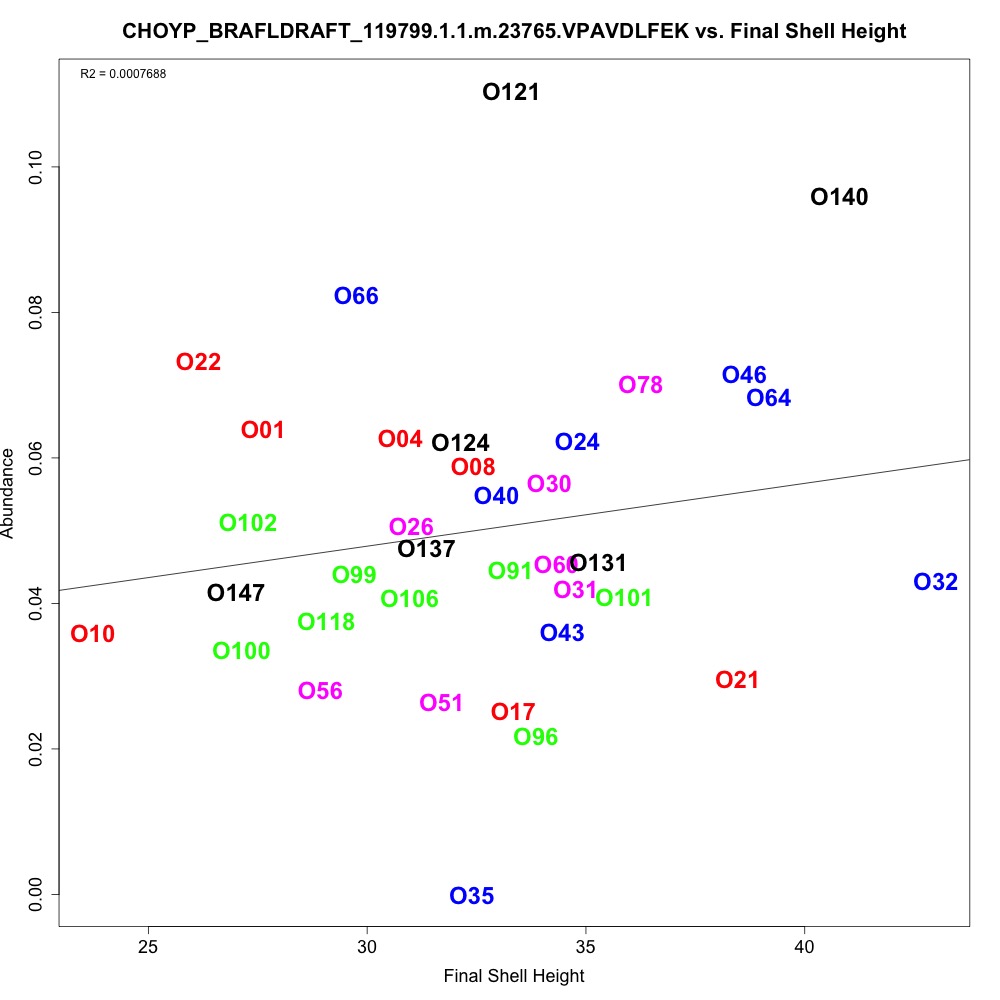 CHOYP_BRAFLDRAFT_119799.1.1.m.23765.VPAVDLFEK vs. Final Shell Height
R2 = 0.0007688
O121
O140
O66
O22
O78
O46
O64
O01
O04
O124
O24
O08
O30
O40
O102
O26
O137
O99
O91
O60
O131
O32
O147
O106
O31
O101
O118
O10
O43
O100
O56
O21
O51
O17
O96
O35
Abundance
0.10
0.08
0.06
0.04
0.02
0.00
25 30 35 40
Final Shell Height